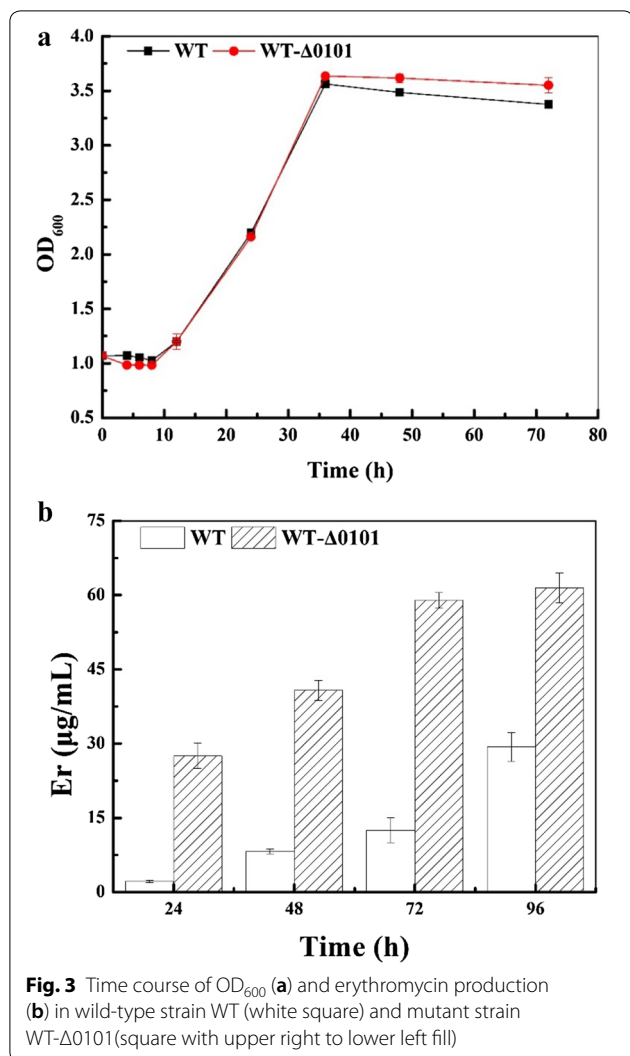 a
4.0
WT WT-Δ0101
3.5
3.0
2.5
2.0
1.5
1.0
0.5
OD600
0 10 20 30 40 50 60 70 80
Time (h)
b
75
WT WT-Δ0101
60
45
30
15
0
Er (μg/mL)
24 48 72 96
Time (h)
Fig. 3 Time course of OD600 (a) and erythromycin production
(b) in wild-type strain WT (white square) and mutant strain
WT-Δ0101(square with upper right to lower left fill)